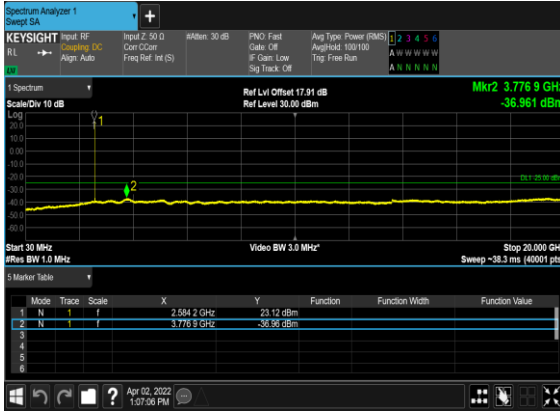 Spectrum Analyzer 1
Swept SA
+
KEYSIGHT Input: RF Input Z: 50 Ω #Atten: 30 dB PNO: Fast Avg Type: Power (RMS) 1 2 3 4 5 6
RL Coupling: DC Corr CCorr Gate: Off Avg|Hold: 100/100 A W W W W W
Align: Auto Freq Ref: Int (S) IF Gain: Low Trig: Free Run
Sig Track: Off A N N N N N
1 Spectrum Ref Lvl Offset 17.91 dB Mkr2 3.776 9 GHz
Scale/Div 10 dB Ref Level 30.00 dBm -36.961 dBm
Log
1
20.0
10.0
0.00
-10.0
-20.0
DL1 -25.00 dBm
-30.0
2
-40.0
-50.0
-60.0
Start 30 MHz Video BW 3.0 MHz* Stop 20.000 GHz
#Res BW 1.0 MHz Sweep ~38.3 ms (40001 pts)
5 Marker Table
Mode Trace Scale X Y Function Function Width Function Value
1 N 1 f 2.584 2 GHz 23.12 dBm
2 N 1 f 3.776 9 GHz -36.96 dBm
3
4
5
6
? Apr 02, 2022
1:07:06 PM